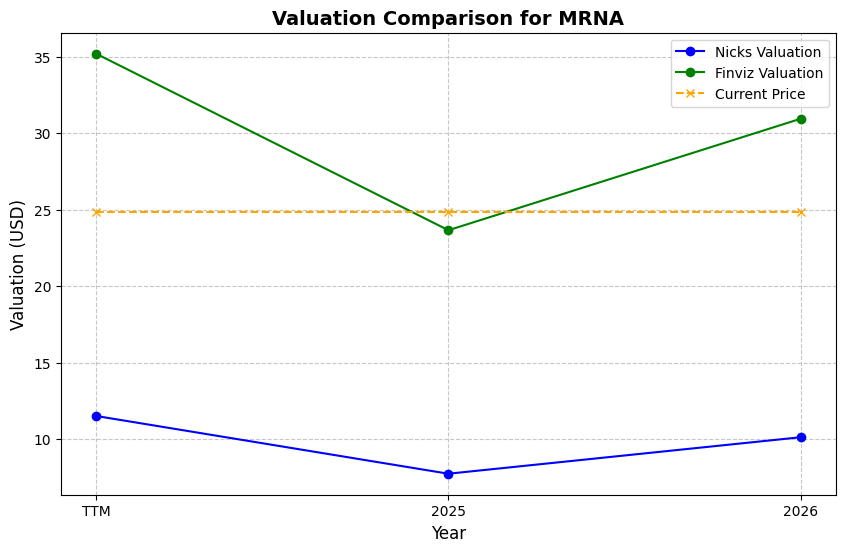 Valuation Comparison for MRNA
Nicks Valuation
Finviz Valuation
Current Price
Valuation (USD)
35
30
25
20
15
10
TTM
2025
2026
Year